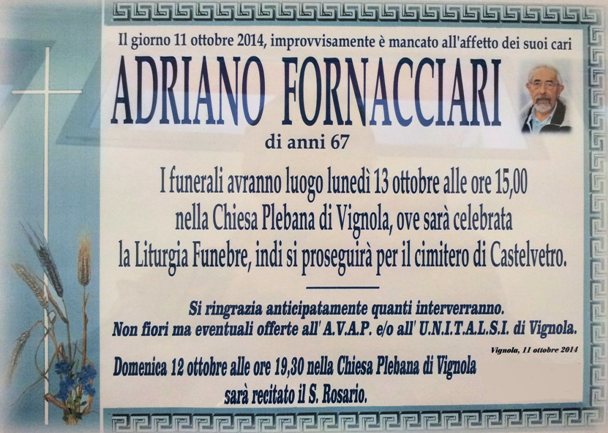 Il giorno 11 ottobre 2014, improvvisamente è mancato all'affetto dei suoi cari
ADRIANO FORNACCIARI
di anni 67
I funerali avranno luogo lunedì 13 ottobre alle ore 15,00
nella Chiesa Plebana di Vignola, ove sarà celebrata
la Liturgia Funebre, indi si proseguirà per il cimitero di Castelvetro.
Si ringrazia anticipatamente quanti interverranno.
Non fiori ma eventuali offerte all' A.V.A.P. e/o all' U.N.I.T.A.L.S.I. di Vignola.
Vignola, 11 ottobre 2014
Domenica 12 ottobre alle ore 19,30 nella Chiesa Plebana di Vignola
sarà recitato il S. Rosario.